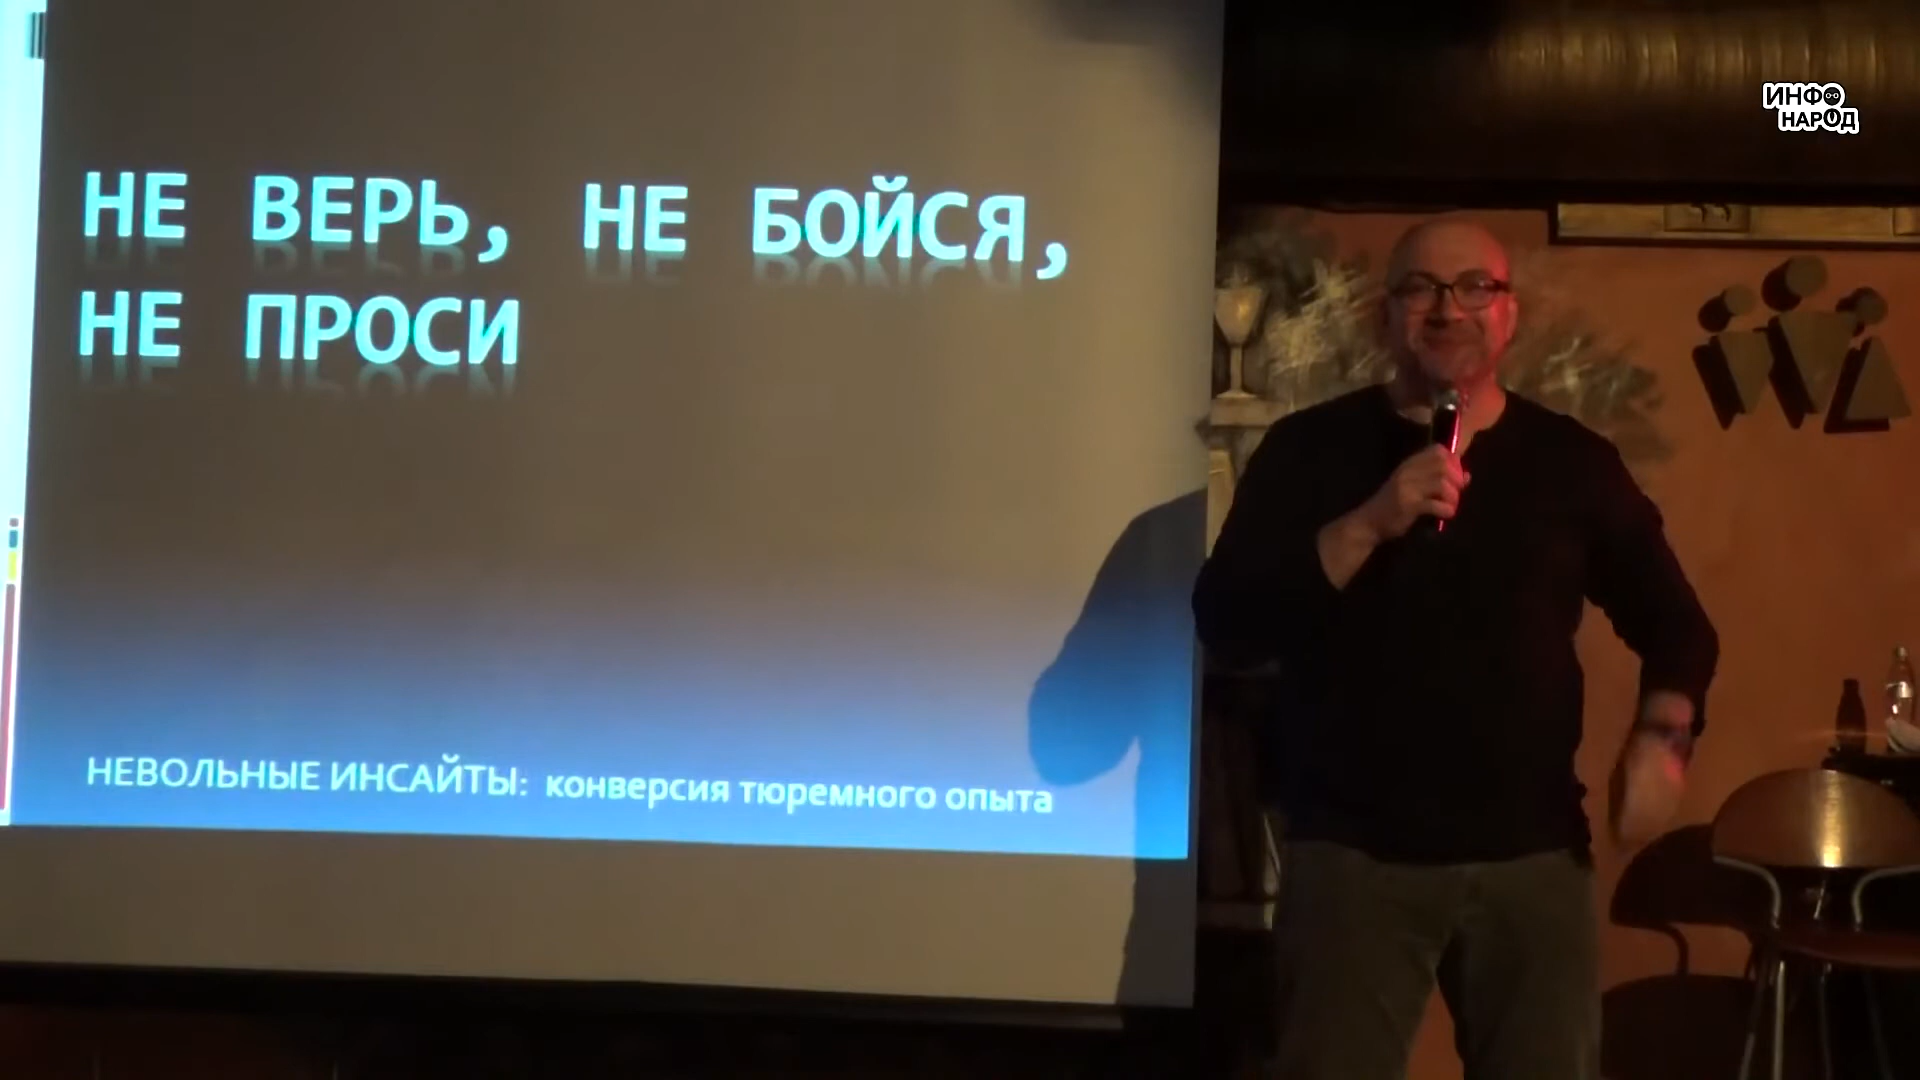 НЕ ВЕРЬ, НЕ БОЙСЯ,
НЕ ПРОСИ
НЕВОЛЬНЫЕ ИНСАЙТЫ: конверсия тюремного опыта
ИНФО
НАРОД